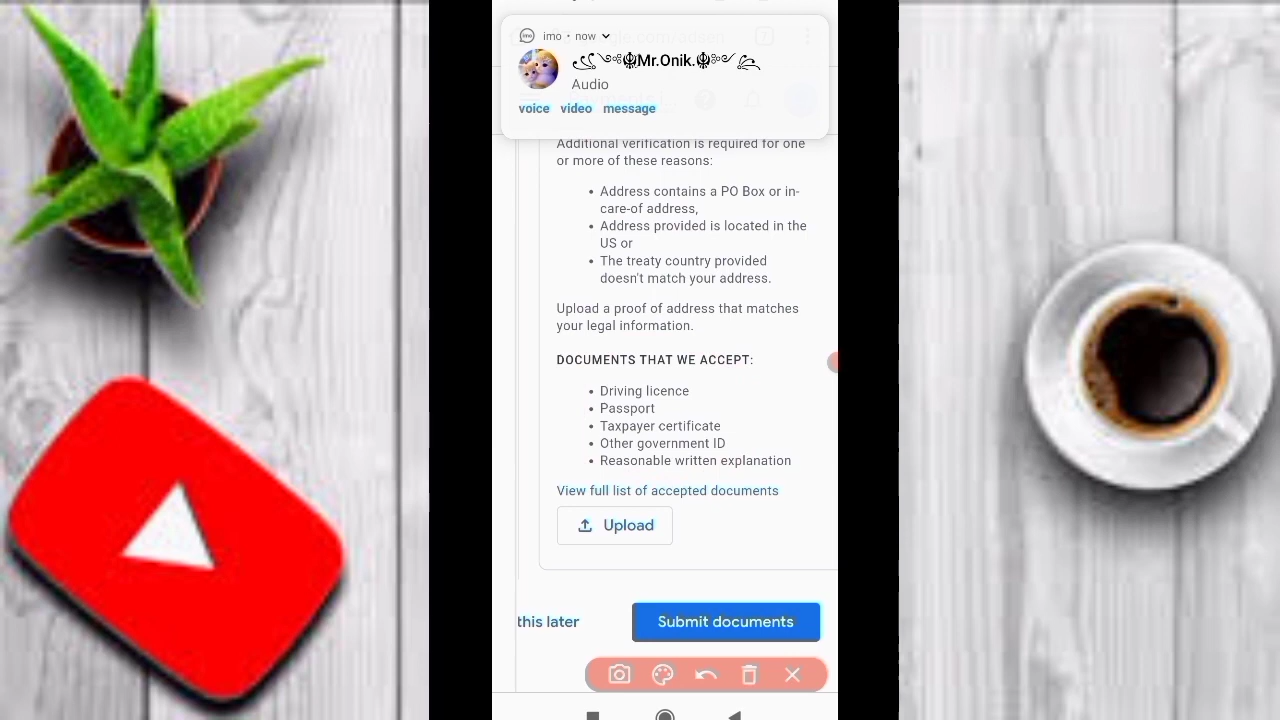 imo • now
Mr.Onik.
Audio
voice video message
Additional verification is required for one
or more of these reasons:
• Address contains a PO Box or in-
care-of address,
• Address provided is located in the
US or
• The treaty country provided
doesn't match your address.
Upload a proof of address that matches
your legal information.
DOCUMENTS THAT WE ACCEPT:
• Driving licence
• Passport
• Taxpayer certificate
• Other government ID
• Reasonable written explanation
View full list of accepted documents
Upload
this later
Submit documents